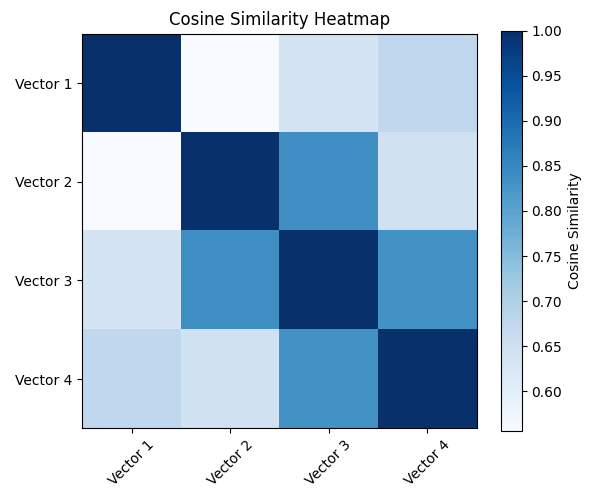 Cosine Similarity Heatmap
Vector 1
Vector 2
Vector 3
Vector 4
Vector 1
Vector 2
Vector 3
Vector 4
1.00
0.95
0.90
0.85
0.80
0.75
0.70
0.65
0.60
Cosine Similarity